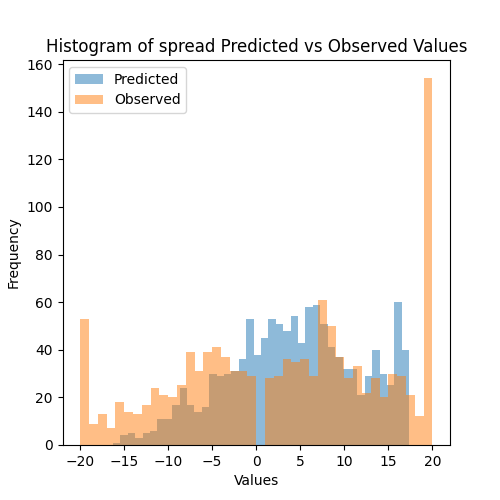 Histogram of spread Predicted vs Observed Values
Predicted
Observed
160
140
120
100
80
60
40
20
0
Frequency
−20 −15 −10 −5 0 5 10 15 20
Values